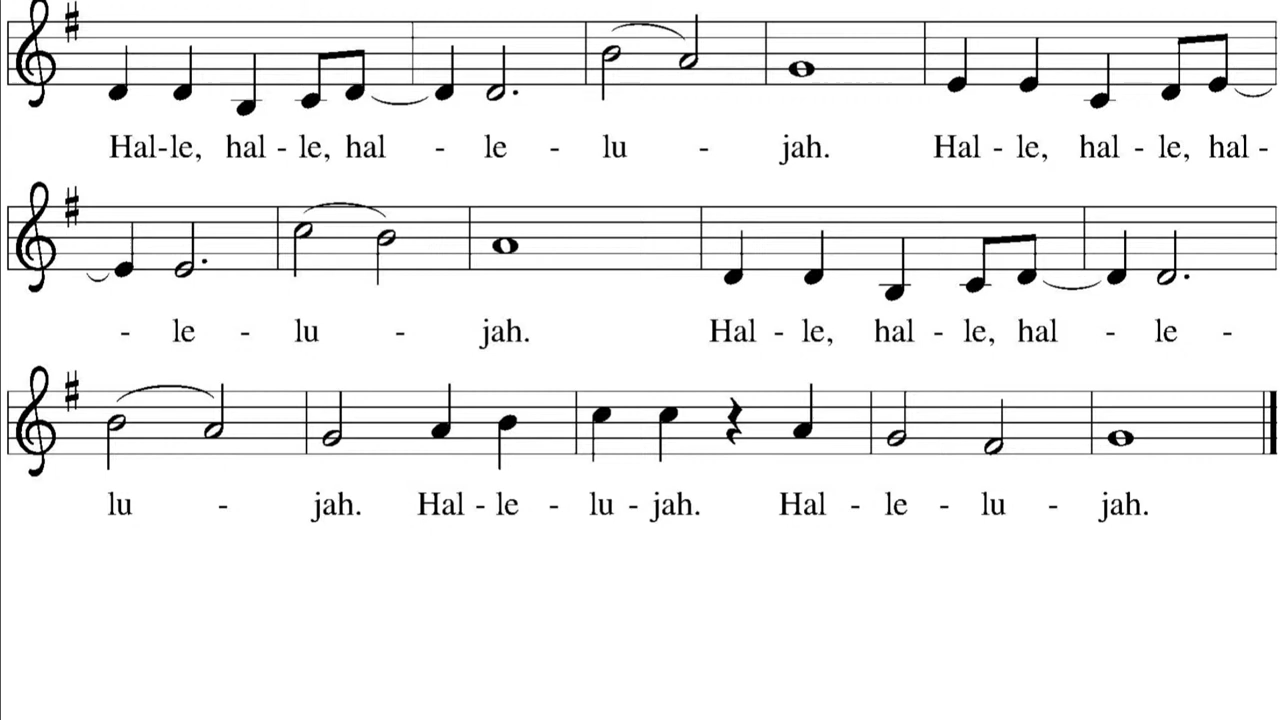 Hal-le, hal - le, hal - le - lu - jah. Hal - le, hal - le, hal -
- le - lu - jah. Hal - le, hal - le, hal - le -
lu - jah. Hal - le - lu - jah. Hal - le - lu - jah.